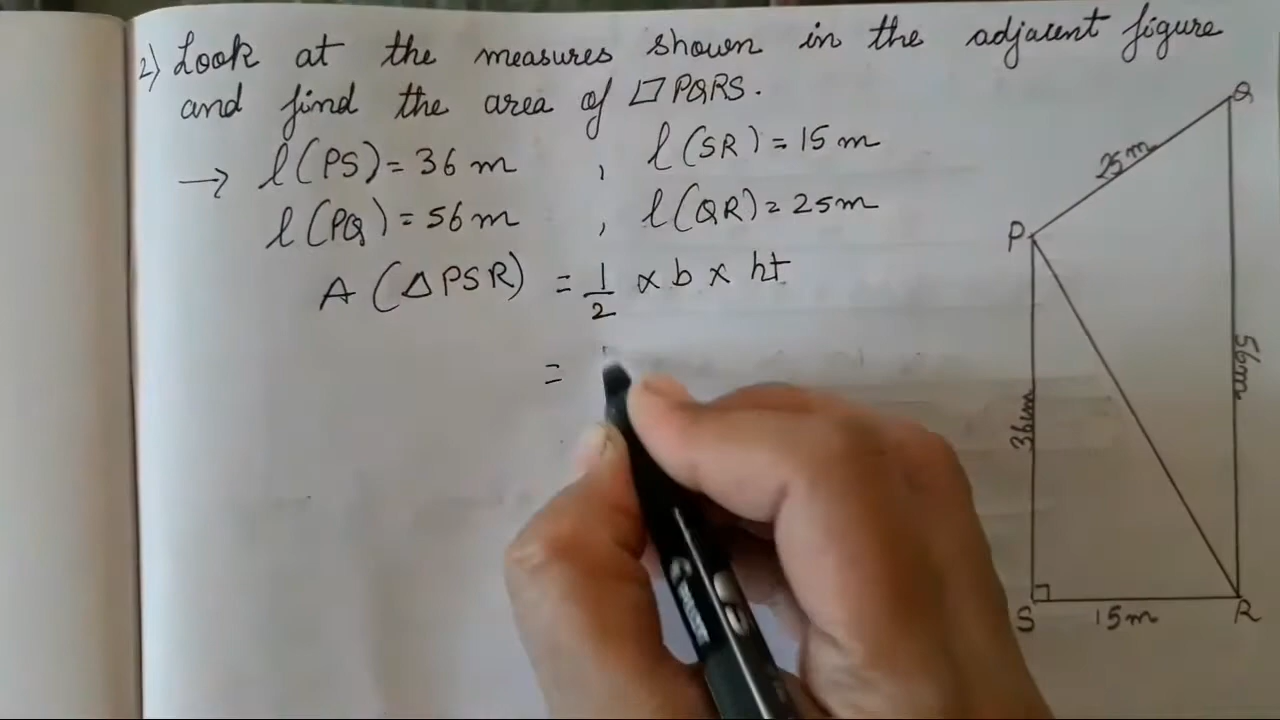 2) Look at the measures shown in the adjacent figure
and find the area of □PQRS.
→ l(PS) = 36 m , l(SR) = 15 m
l(PQ) = 56 m , l(QR) = 25m
A (△PSR) = 1/2 × b × ht
=
Q
25m
P
56m
36m
S
15m
R